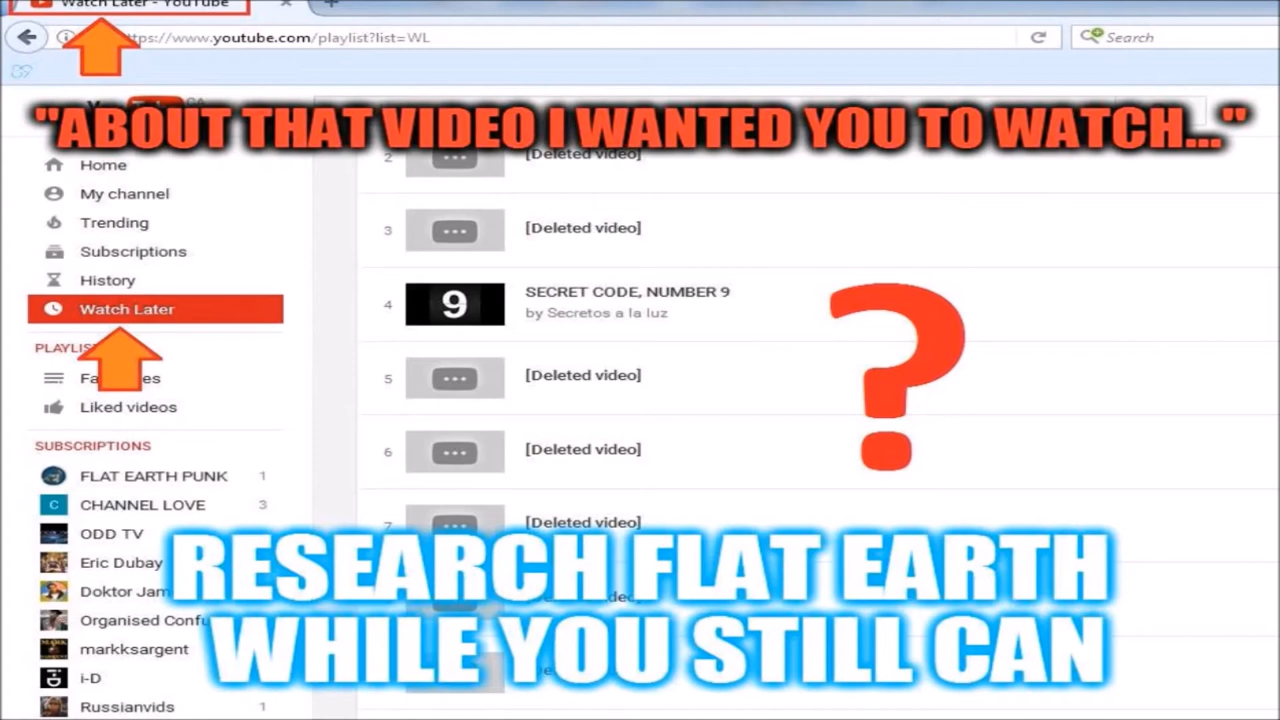 Watch Later - YouTube
https://www.youtube.com/playlist?list=WL
Search
"ABOUT THAT VIDEO I WANTED YOU TO WATCH..."
Home
My channel
Trending
Subscriptions
History
Watch Later
Liked videos
SUBSCRIPTIONS
FLAT EARTH PUNK 1
CHANNEL LOVE 3
ODD TV
Eric Dubay
Doktor
Organised
markksargent
i-D
Russianvids 1
2 [Deleted video]
3 [Deleted video]
4 9 SECRET CODE, NUMBER 9
by Secretos a la luz
5 [Deleted video]
6 [Deleted video]
7 [Deleted video]
?
RESEARCH FLAT EARTH
WHILE YOU STILL CAN